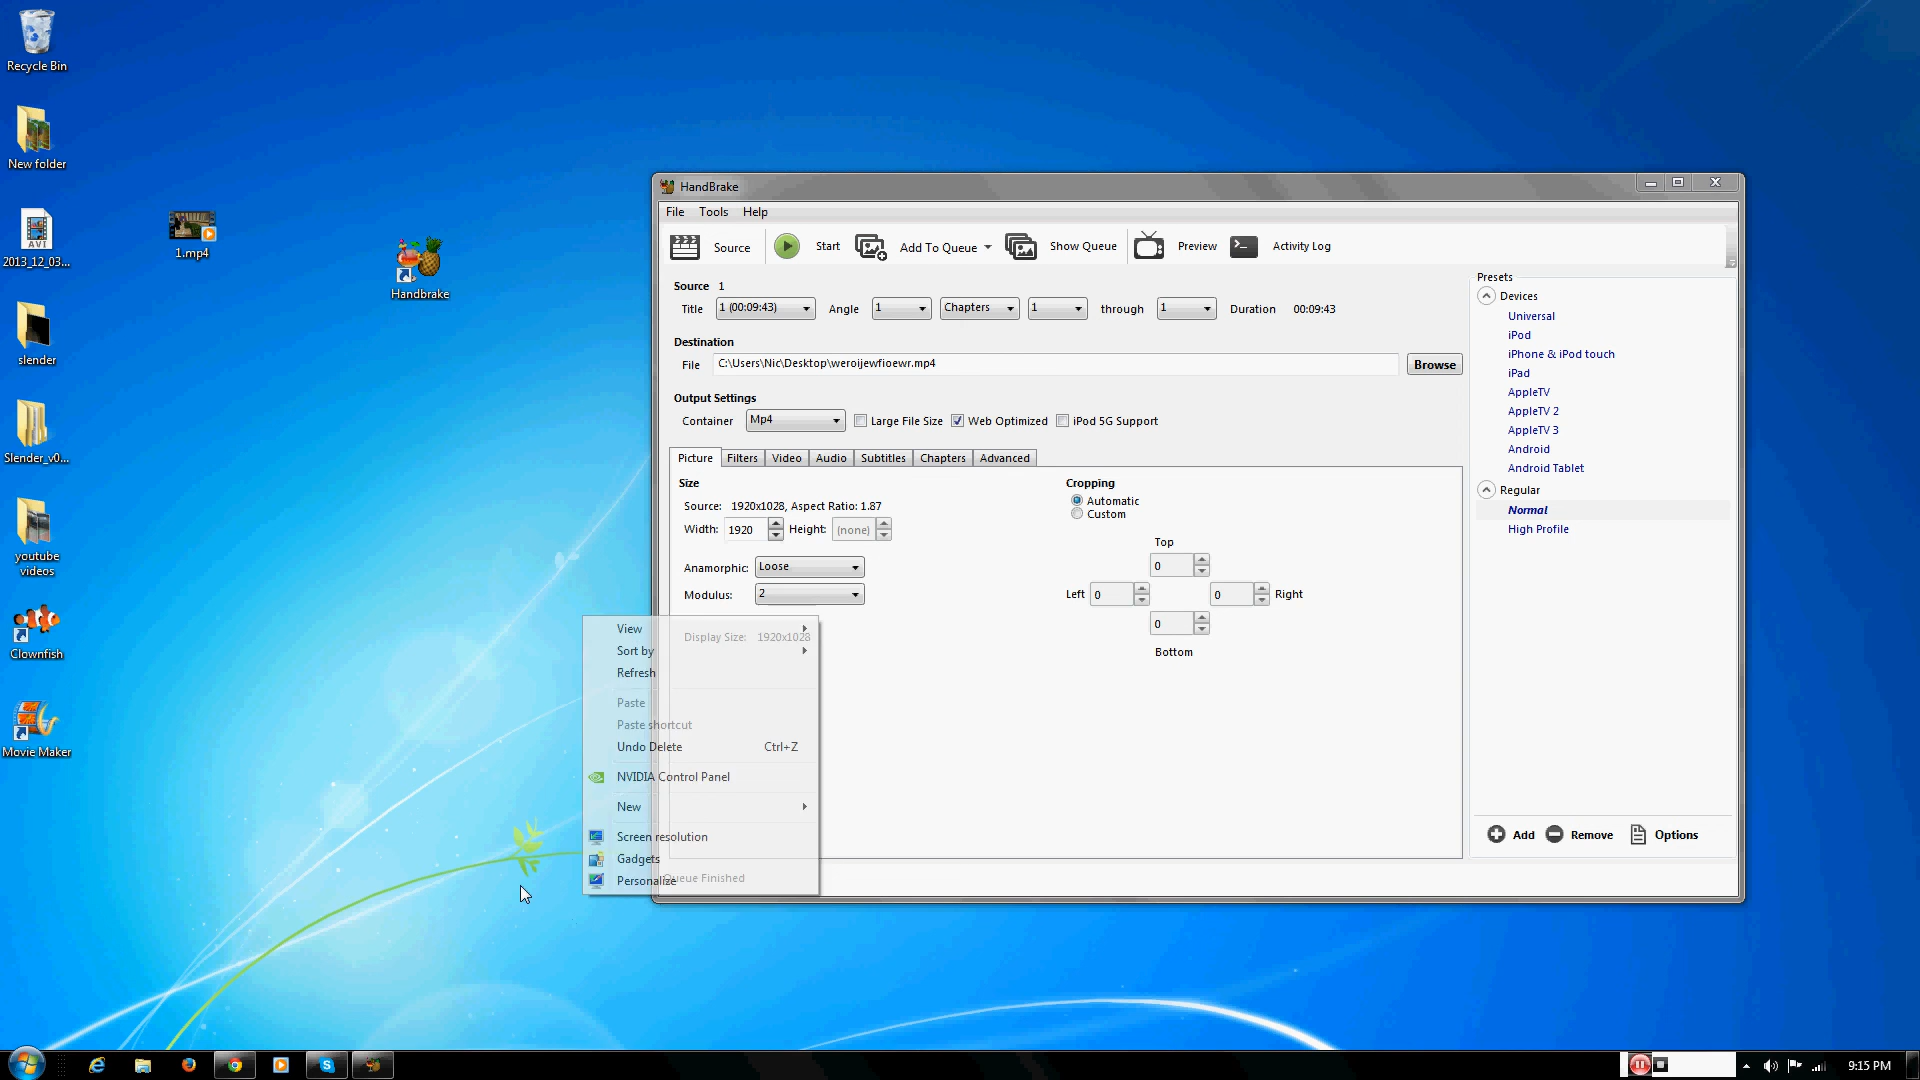 Recycle Bin
New folder
AVI
2013_12_03...
slender
Slender_v0...
youtube
videos
Clownfish
Movie Maker
1.mp4
Handbrake
HandBrake
File Tools Help
Source Start Add To Queue Show Queue Preview Activity Log
Source 1
Title 1 (00:09:43) Angle 1 Chapters 1 through 1 Duration 00:09:43
Destination
File C:\Users\Nic\Desktop\weroijewfioewr.mp4 Browse
Output Settings
Container Mp4 Large File Size Web Optimized iPod 5G Support
Picture Filters Video Audio Subtitles Chapters Advanced
Size
Source: 1920x1028, Aspect Ratio: 1.87
Width: 1920 Height: (none)
Anamorphic: Loose
Modulus: 2
Display Size: 1920x1028
Cropping
Automatic
Custom
Top
0
Left 0 0 Right
0
Bottom
Queue Finished
Presets
Devices
Universal
iPod
iPhone & iPod touch
iPad
AppleTV
AppleTV 2
AppleTV 3
Android
Android Tablet
Regular
Normal
High Profile
Add Remove Options
View
Sort by
Refresh
Paste
Paste shortcut
Undo Delete Ctrl+Z
NVIDIA Control Panel
New
Screen resolution
Gadgets
Personalize
9:15 PM